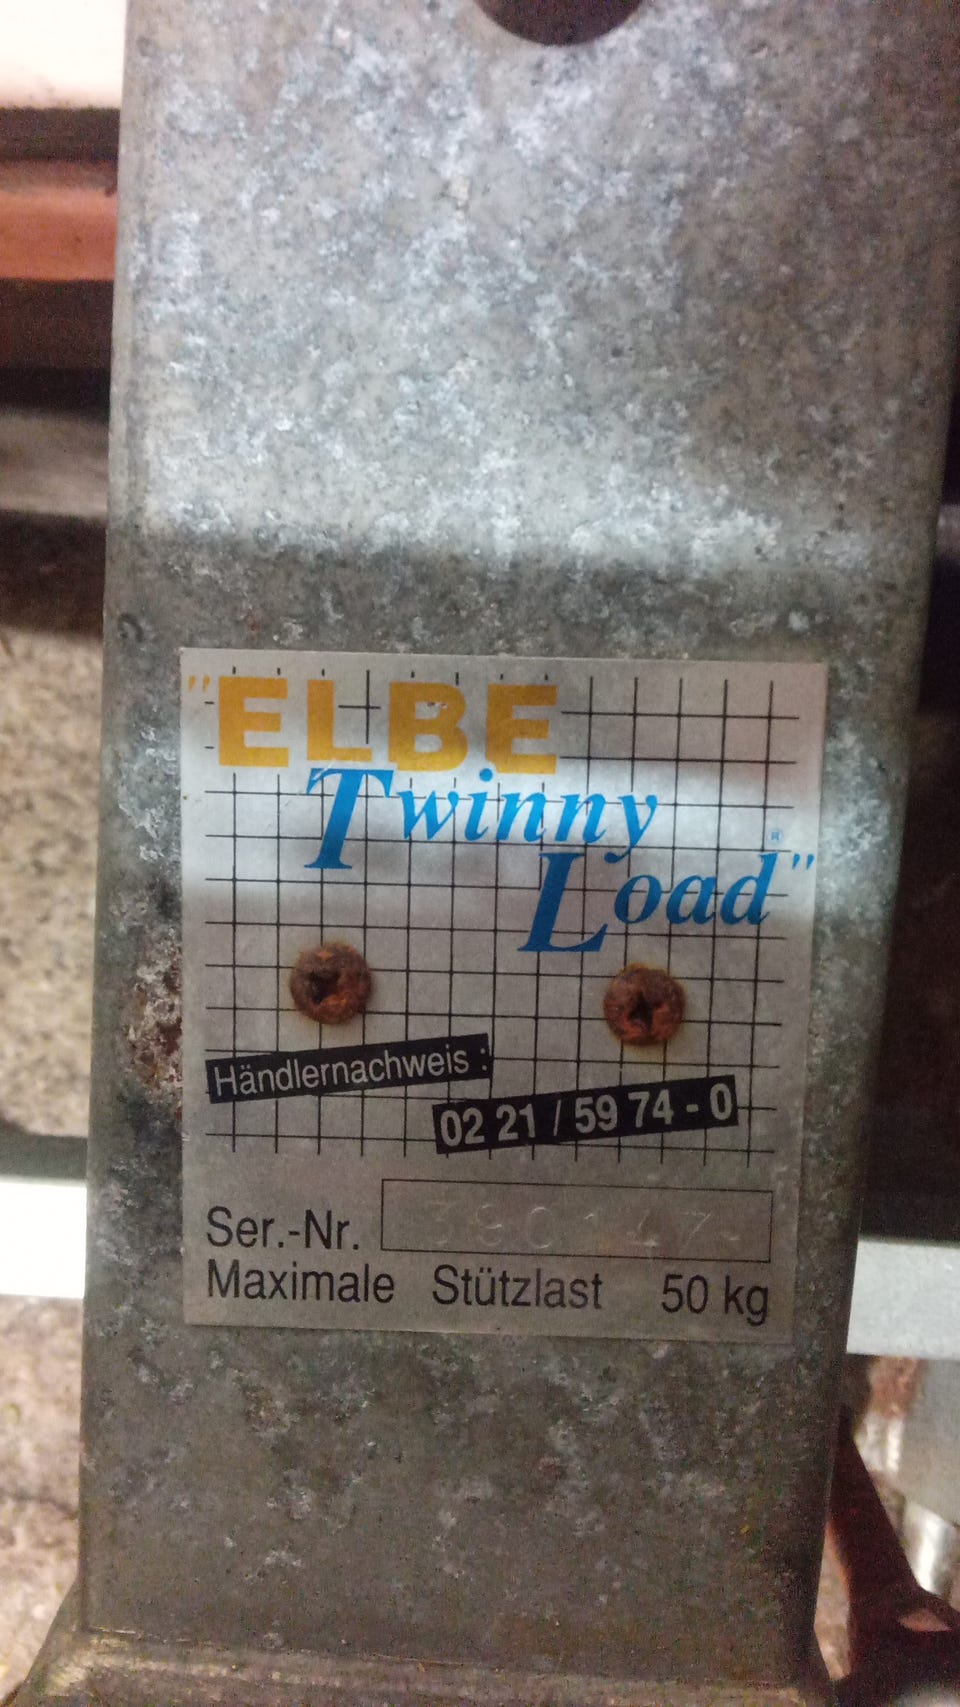 "ELBE
Twinny
Load®"
Händlernachweis :
02 21 / 59 74 - 0
Ser.-Nr.
Maximale Stützlast 50 kg